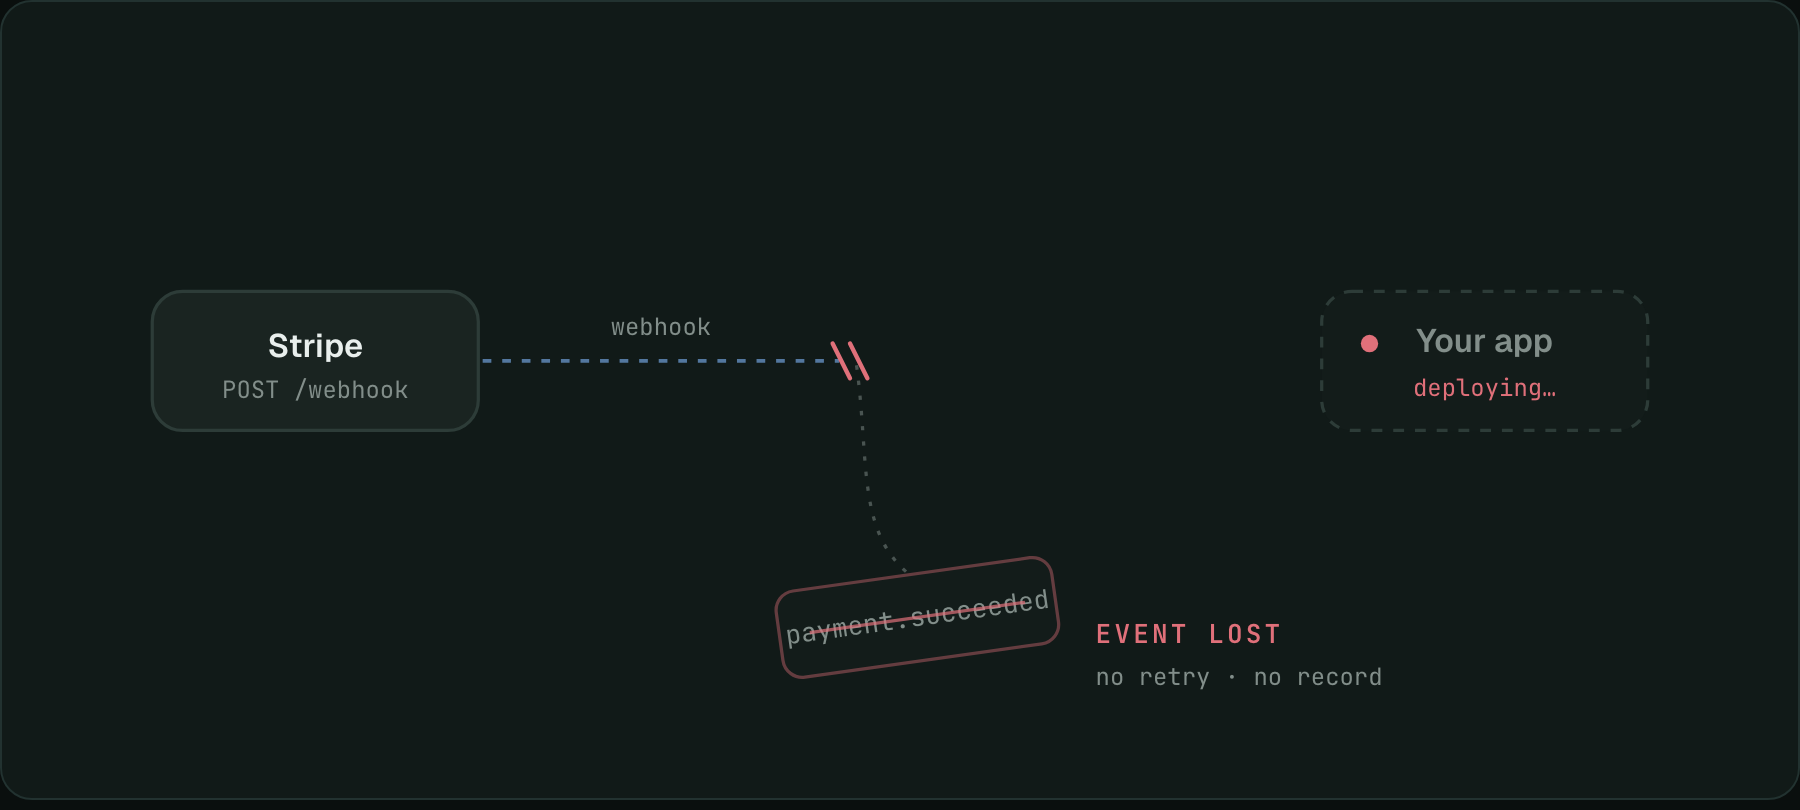 Stripe
POST /webhook
webhook
Your app
deploying…
payment.succeeded
EVENT LOST
no retry · no record